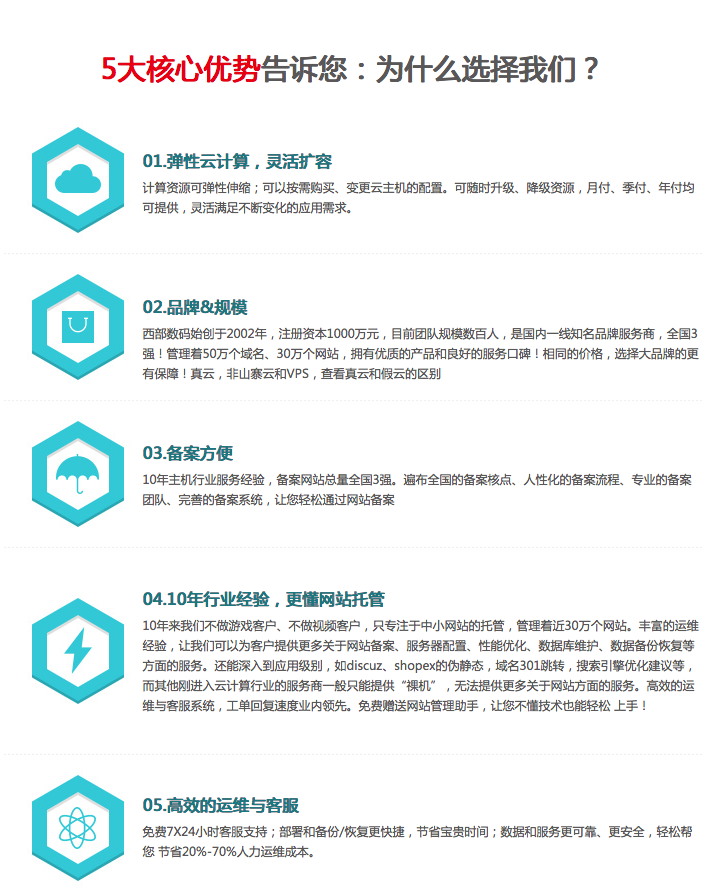 5大核心优势告诉您：为什么选择我们？
01.弹性云计算，灵活扩容
计算资源可弹性伸缩；可以按需购买、变更云主机的配置。可随时升级、降级资源，月付、季付、年付均
可提供，灵活满足不断变化的应用需求。
02.品牌&规模
西部数码始创于2002年，注册资本1000万元，目前团队规模数百人，是国内一线知名品牌服务商，全国3
强！管理着50万个域名、30万个网站，拥有优质的产品和良好的服务口碑！相同的价格，选择大品牌的更
有保障！真云，非山寨云和VPS，查看真云和假云的区别
03.备案方便
10年主机行业服务经验，备案网站总量全国3强。遍布全国的备案核点、人性化的备案流程、专业的备案
团队、完善的备案系统，让您轻松通过网站备案
04.10年行业经验，更懂网站托管
10年来我们不做游戏客户、不做视频客户，只专注于中小网站的托管，管理着近30万个网站。丰富的运维
经验，让我们可以为客户提供更多关于网站备案、服务器配置、性能优化、数据库维护、数据备份恢复等
方面的服务。还能深入到应用级别，如discuz、shopex的伪静态，域名301跳转，搜索引擎优化建议等，
而其他刚进入云计算行业的服务商一般只能提供“裸机”，无法提供更多关于网站方面的服务。高效的运
维与客服系统，工单回复速度业内领先。免费赠送网站管理助手，让您不懂技术也能轻松 上手！
05.高效的运维与客服
免费7X24小时客服支持；部署和备份/恢复更快捷，节省宝贵时间；数据和服务更可靠、更安全，轻松帮
您 节省20%-70%人力运维成本。